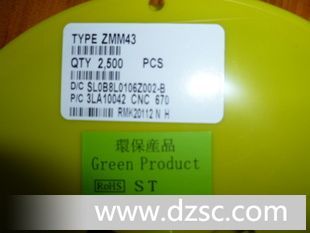 TYPE ZMM43
QTY 2,500 PCS
D/C SL0B8L0106Z002-B
P/C 3LA10042 CNC 670
RMK20112 N H
環保産品
Green Product
RoHS ST
www.dzsc.com